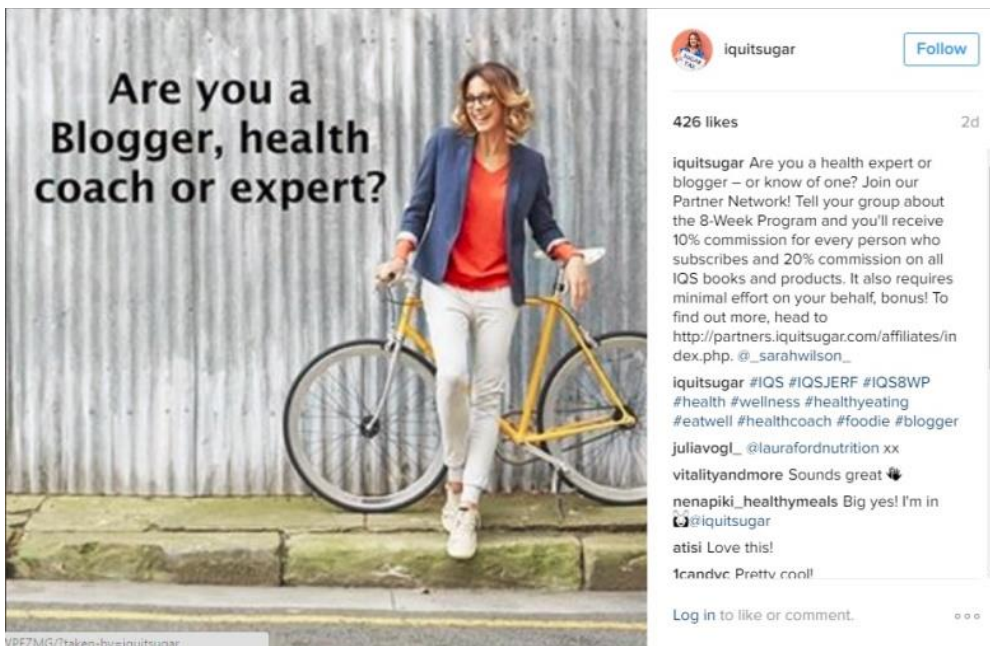 Are you a
Blogger, health
coach or expert?
iquitsugar
Follow
426 likes
2d
iquitsugar Are you a health expert or
blogger – or know of one? Join our
Partner Network! Tell your group about
the 8-Week Program and you'll receive
10% commission for every person who
subscribes and 20% commission on all
IQS books and products. It also requires
minimal effort on your behalf, bonus! To
find out more, head to
http://partners.iquitsugar.com/affiliates/in
dex.php. @_sarahwilson_
iquitsugar #IQS #IQSJERF #IQS8WP
#health #wellness #healthyeating
#eatwell #healthcoach #foodie #blogger
juliavogl_ @laurafordnutrition xx
vitalityandmore Sounds great
nenapiki_healthymeals Big yes! I'm in
@iquitsugar
atisi Love this!
1candyc Pretty cool!
Log in to like or comment.